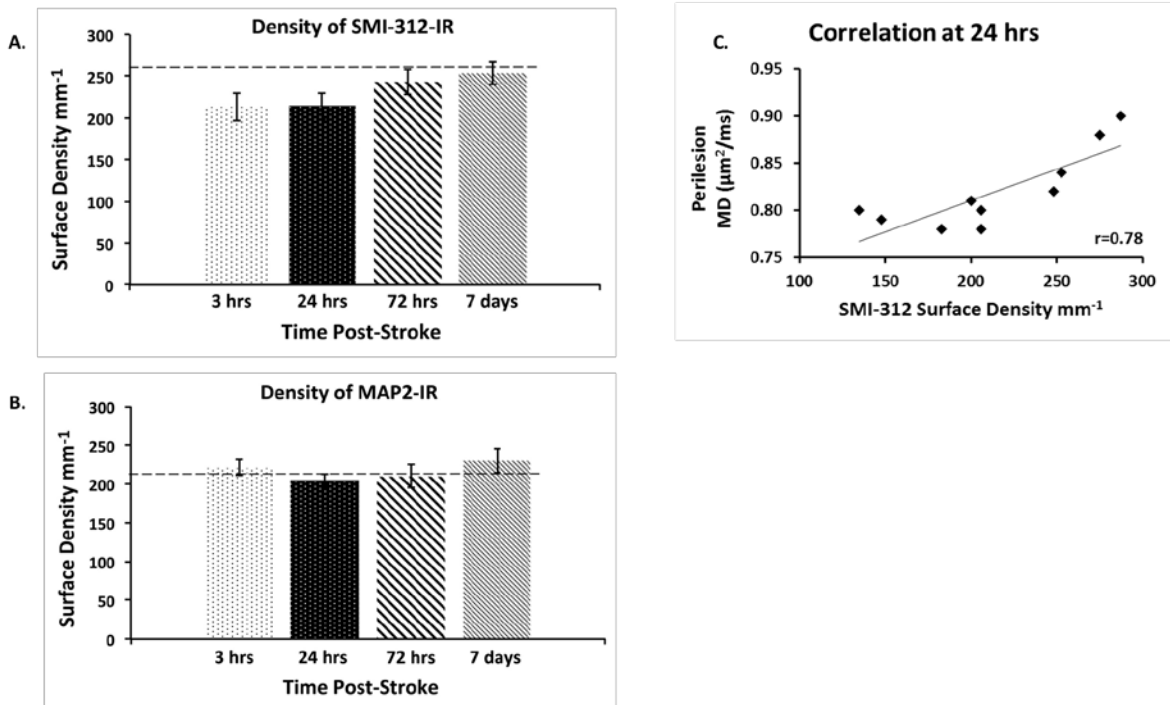 A.
Density of SMI-312-IR
300
250
200
150
100
50
0
Surface Density mm⁻¹
3 hrs 24 hrs 72 hrs 7 days
Time Post-Stroke
B.
Density of MAP2-IR
300
250
200
150
100
50
0
Surface Density mm⁻¹
3 hrs 24 hrs 72 hrs 7 days
Time Post-Stroke
C.
Correlation at 24 hrs
0.95
0.90
0.85
0.80
0.75
Perilesion
MD (µm²/ms)
r=0.78
100 150 200 250 300
SMI-312 Surface Density mm⁻¹